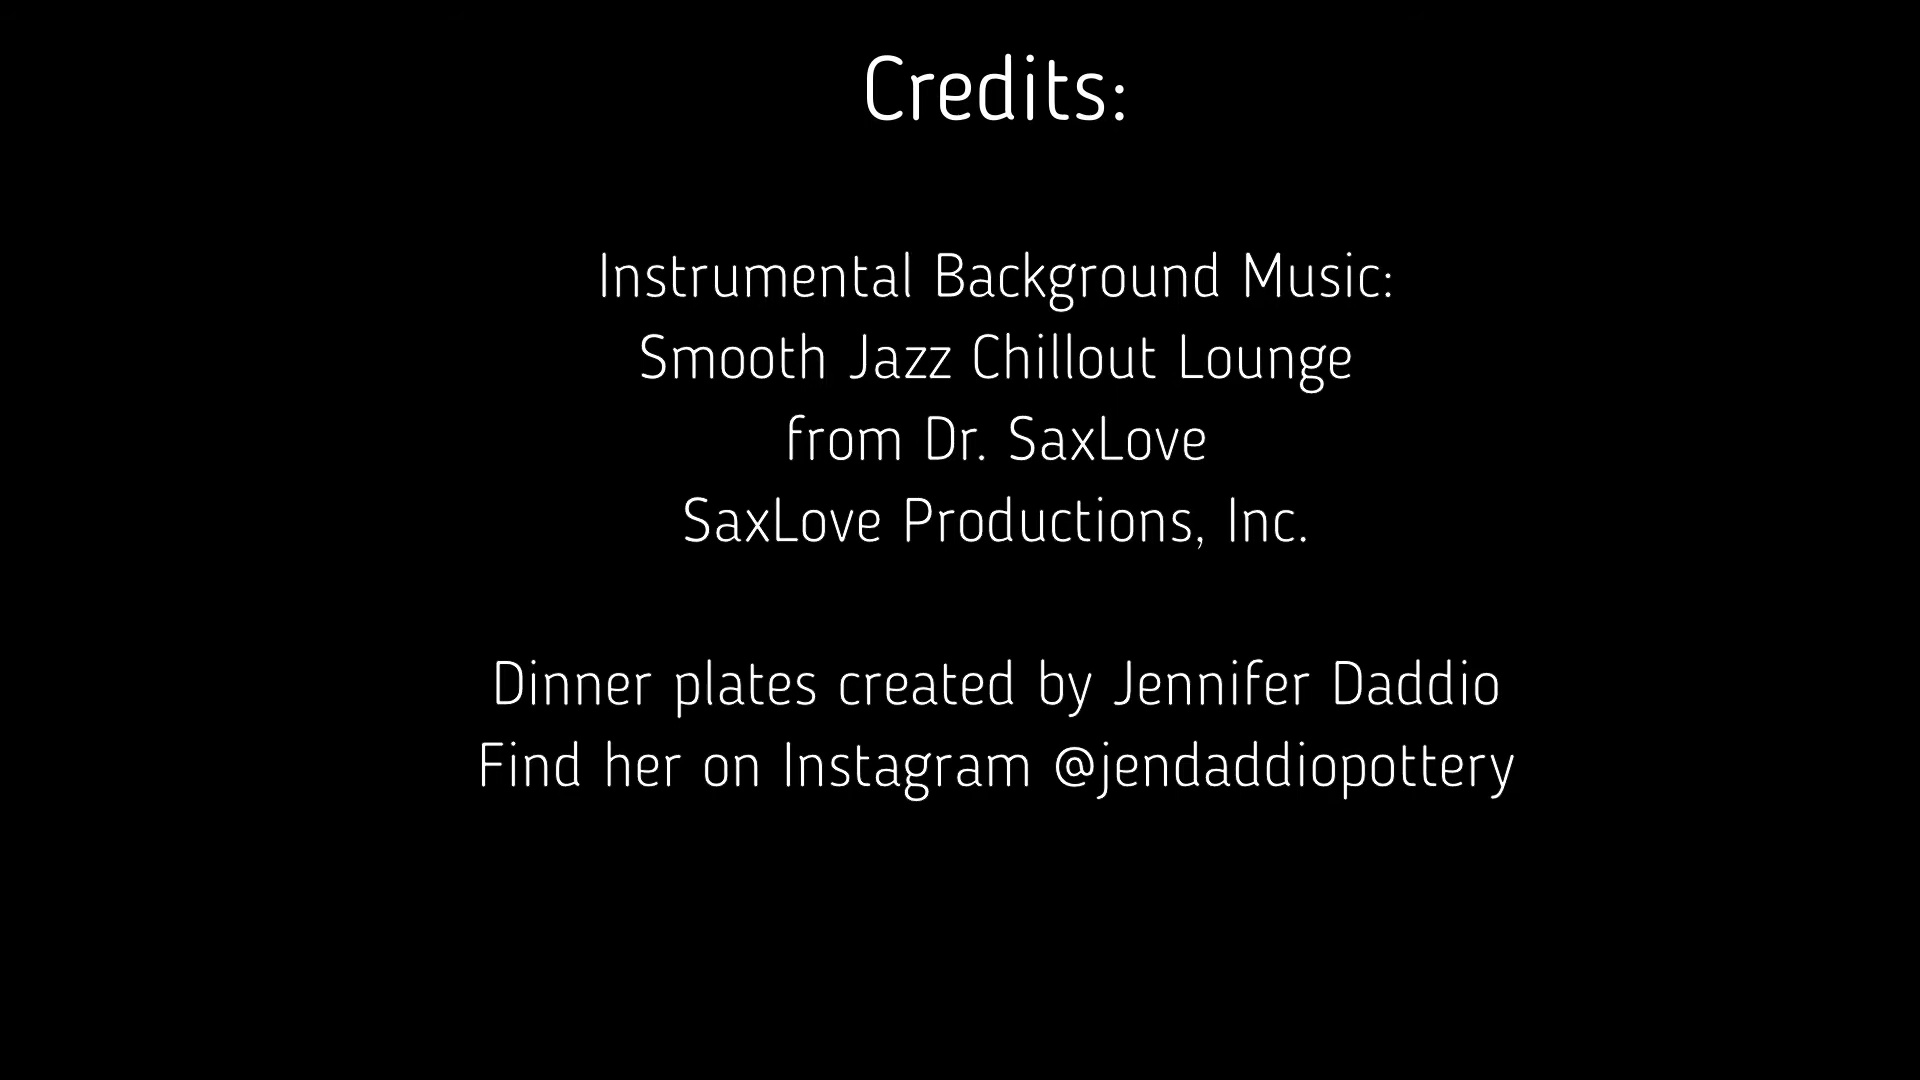 Credits:
Instrumental Background Music:
Smooth Jazz Chillout Lounge
from Dr. SaxLove
SaxLove Productions, Inc.
Dinner plates created by Jennifer Daddio
Find her on Instagram @jendaddiopottery